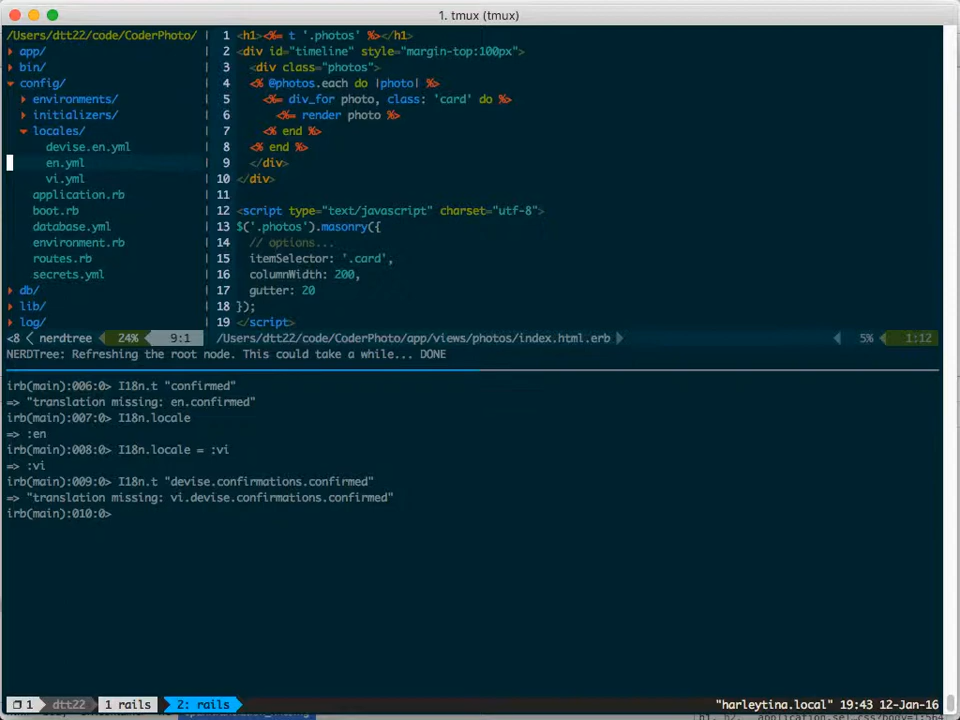 1. tmux (tmux)
/Users/dtt22/code/CoderPhoto/
▸ app/
▸ bin/
▾ config/
▸ environments/
▸ initializers/
▾ locales/
devise.en.yml
en.yml
vi.yml
application.rb
boot.rb
database.yml
environment.rb
routes.rb
secrets.yml
▸ db/
▸ lib/
▸ log/
1 <h1><%= t '.photos' %></h1>
2 <div id="timeline" style="margin-top:100px">
3 <div class="photos">
4 <% @photos.each do |photo| %>
5 <%= div_for photo, class: 'card' do %>
6 <%= render photo %>
7 <% end %>
8 <% end %>
9 </div>
10 </div>
11
12 <script type="text/javascript" charset="utf-8">
13 $('.photos').masonry({
14 // options...
15 itemSelector: '.card',
16 columnWidth: 200,
17 gutter: 20
18 });
19 </script>
<8 nerdtree 24% 9:1 /Users/dtt22/code/CoderPhoto/app/views/photos/index.html.erb 5% 1:12
NERDTree: Refreshing the root node. This could take a while... DONE
irb(main):006:0> I18n.t "confirmed"
=> "translation missing: en.confirmed"
irb(main):007:0> I18n.locale
=> :en
irb(main):008:0> I18n.locale = :vi
=> :vi
irb(main):009:0> I18n.t "devise.confirmations.confirmed"
=> "translation missing: vi.devise.confirmations.confirmed"
irb(main):010:0>
1 dtt22 1 rails 2: rails "harleytina.local" 19:43 12-Jan-16